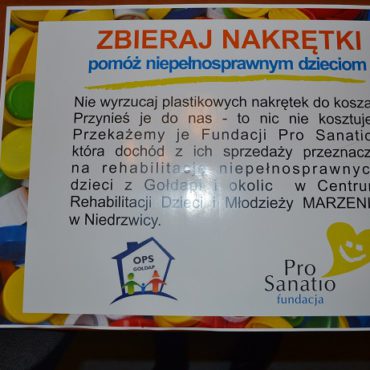 ZBIERAJ NAKRĘTKI
pomóż niepełnosprawnym dzieciom
Nie wyrzucaj plastikowych nakrętek do kosza
Przynieś je do nas - to nic nie kosztuje
Przekażemy je Fundacji Pro Sanatio
która dochód z ich sprzedaży przeznacz
na rehabilitację niepełnosprawnyc
dzieci z Gołdapi i okolic w Centrum
Rehabilitacji Dzieci i Młodzieży MARZENI
w Niedrzwicy.
OPS
GOŁDAP
Pro
Sanatio
fundacja